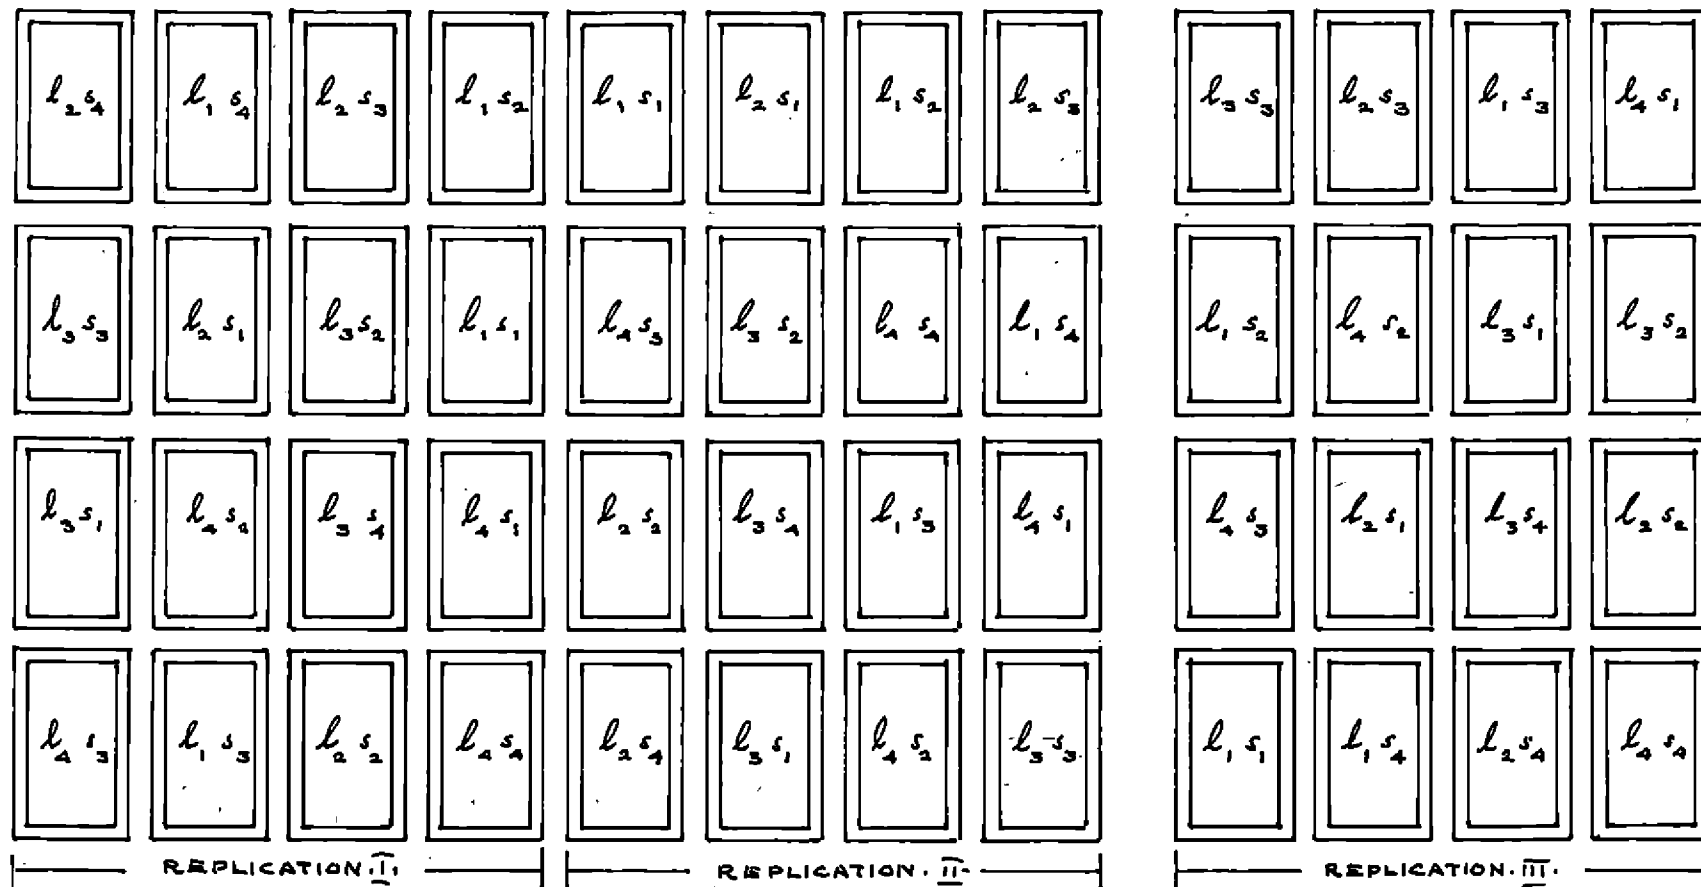 l₂ s₄ l₁ s₄ l₂ s₃ l₁ s₂ l₁ s₁ l₂ s₁ l₁ s₂ l₂ s₃ l₃ s₃ l₂ s₃ l₁ s₃ l₄ s₁
l₃ s₃ l₂ s₁ l₃ s₂ l₁ s₁ l₄ s₃ l₃ s₂ l₄ s₄ l₁ s₄ l₁ s₂ l₄ s₂ l₃ s₁ l₃ s₂
l₃ s₁ l₄ s₂ l₃ s₄ l₄ s₁ l₂ s₂ l₃ s₄ l₁ s₃ l₄ s₁ l₄ s₃ l₂ s₁ l₃ s₄ l₂ s₂
l₄ s₃ l₁ s₃ l₂ s₂ l₄ s₄ l₂ s₄ l₃ s₁ l₄ s₂ l₃ s₃ l₁ s₁ l₁ s₄ l₂ s₄ l₄ s₄
REPLICATION. I. REPLICATION. II. REPLICATION. III.